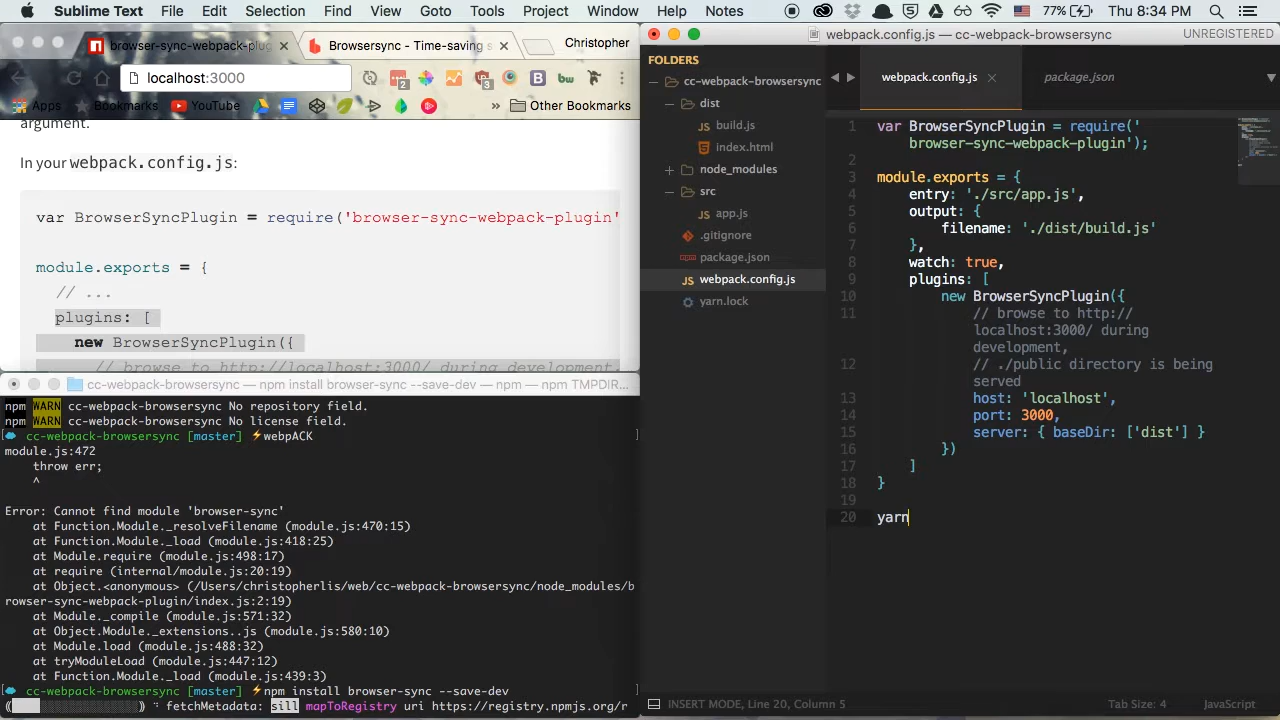 Sublime Text File Edit Selection Find View Goto Tools Project Window Help Notes 77% Thu 8:34 PM
browser-sync-webpack-plug Browsersync - Time-saving s Christopher
localhost:3000
2 3
Apps Bookmarks YouTube » Other Bookmarks
argument.
In your webpack.config.js:
var BrowserSyncPlugin = require('browser-sync-webpack-plugin'
module.exports = {
// ...
plugins: [
new BrowserSyncPlugin({
// browse to http://localhost:3000/ during development,
cc-webpack-browsersync — npm install browser-sync --save-dev — npm — npm TMPDIR...
npm WARN cc-webpack-browsersync No repository field.
npm WARN cc-webpack-browsersync No license field.
cc-webpack-browsersync [master] ⚡webpACK
module.js:472
throw err;
^
Error: Cannot find module 'browser-sync'
at Function.Module._resolveFilename (module.js:470:15)
at Function.Module._load (module.js:418:25)
at Module.require (module.js:498:17)
at require (internal/module.js:20:19)
at Object.<anonymous> (/Users/christopherlis/web/cc-webpack-browsersync/node_modules/b
rowser-sync-webpack-plugin/index.js:2:19)
at Module._compile (module.js:571:32)
at Object.Module._extensions..js (module.js:580:10)
at Module.load (module.js:488:32)
at tryModuleLoad (module.js:447:12)
at Function.Module._load (module.js:439:3)
cc-webpack-browsersync [master] ⚡npm install browser-sync --save-dev
fetchMetadata: sill mapToRegistry uri https://registry.npmjs.org/r
webpack.config.js — cc-webpack-browsersync UNREGISTERED
FOLDERS
cc-webpack-browsersync
dist
JS build.js
index.html
node_modules
src
JS app.js
.gitignore
package.json
JS webpack.config.js
yarn.lock
webpack.config.js package.json
1 var BrowserSyncPlugin = require('
browser-sync-webpack-plugin');
2
3 module.exports = {
4 entry: './src/app.js',
5 output: {
6 filename: './dist/build.js'
7 },
8 watch: true,
9 plugins: [
10 new BrowserSyncPlugin({
11 // browse to http://
localhost:3000/ during
development,
12 // ./public directory is being
served
13 host: 'localhost',
14 port: 3000,
15 server: { baseDir: ['dist'] }
16 })
17 ]
18 }
19
20 yarn
INSERT MODE, Line 20, Column 5 Tab Size: 4 JavaScript